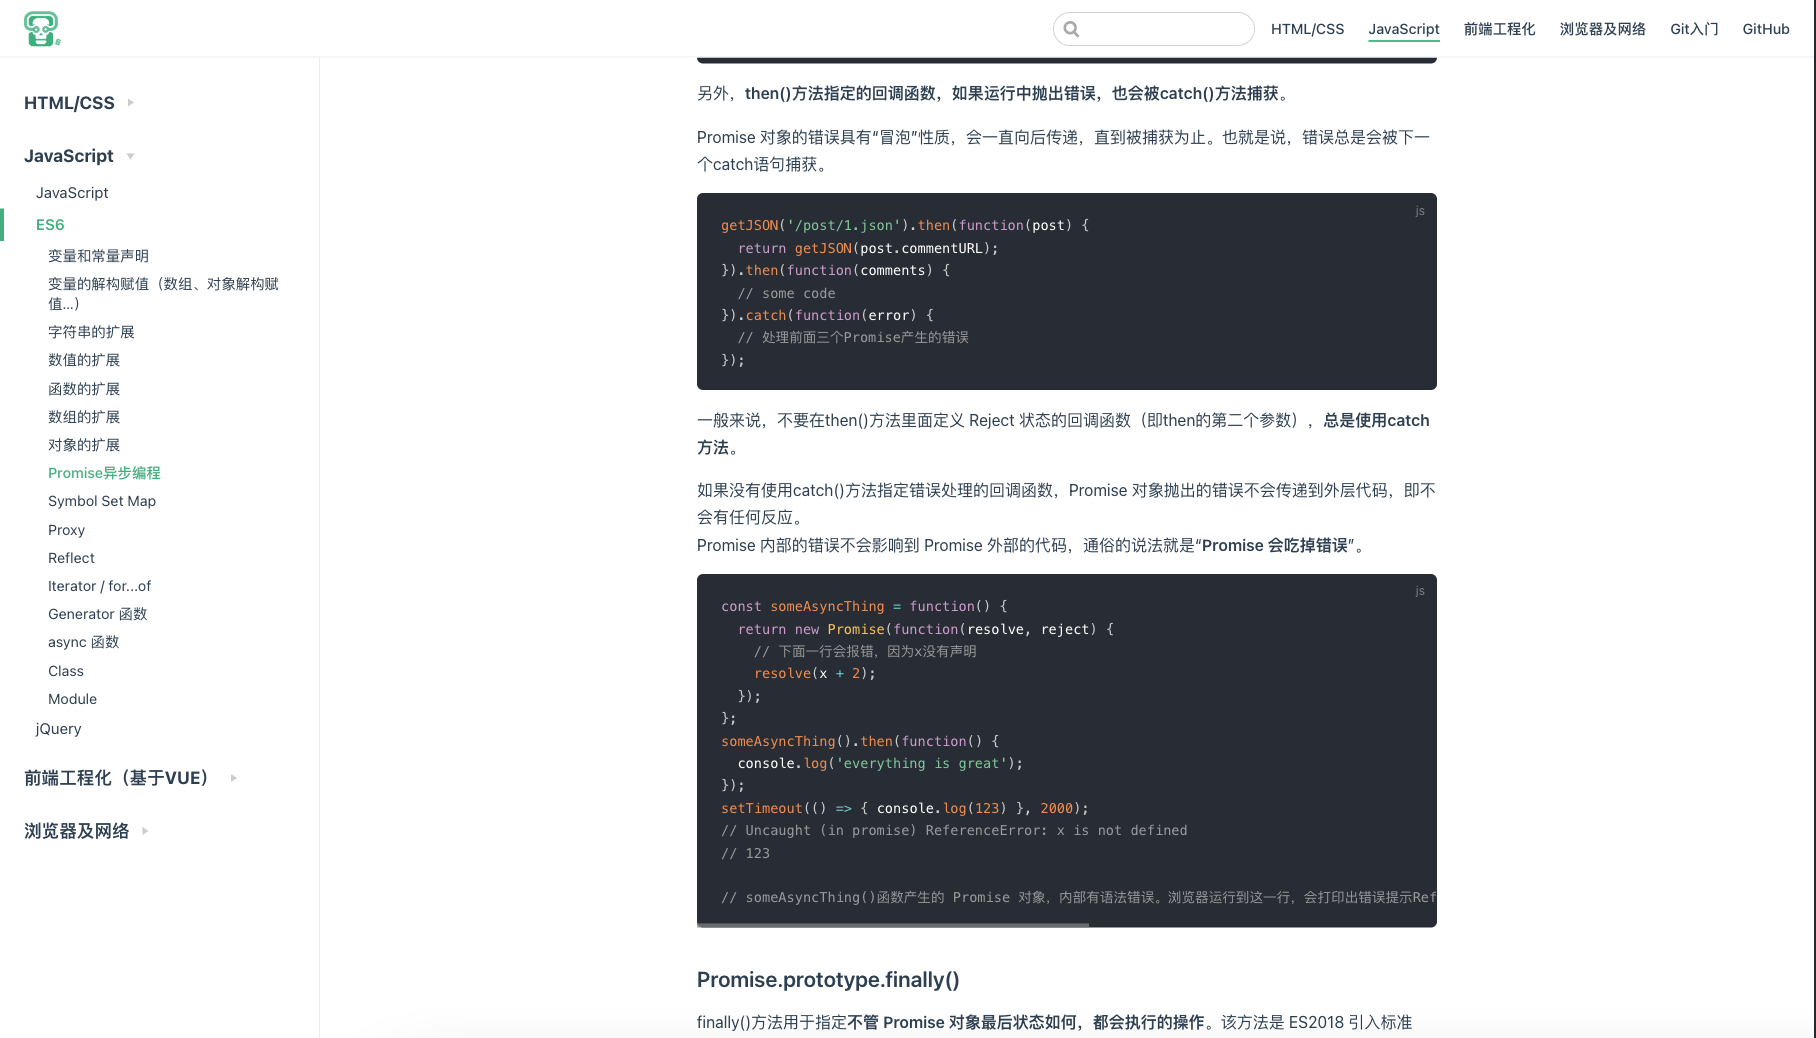 HTML/CSS JavaScript 前端工程化 浏览器及网络 Git入门 GitHub
HTML/CSS
JavaScript
JavaScript
ES6
变量和常量声明
变量的解构赋值（数组、对象解构赋
值...）
字符串的扩展
数值的扩展
函数的扩展
数组的扩展
对象的扩展
Promise异步编程
Symbol Set Map
Proxy
Reflect
Iterator / for...of
Generator 函数
async 函数
Class
Module
jQuery
前端工程化（基于VUE）
浏览器及网络
另外，then()方法指定的回调函数，如果运行中抛出错误，也会被catch()方法捕获。
Promise 对象的错误具有“冒泡”性质，会一直向后传递，直到被捕获为止。也就是说，错误总是会被下一
个catch语句捕获。
js
getJSON('/post/1.json').then(function(post) {
  return getJSON(post.commentURL);
}).then(function(comments) {
  // some code
}).catch(function(error) {
  // 处理前面三个Promise产生的错误
});
一般来说，不要在then()方法里面定义 Reject 状态的回调函数（即then的第二个参数），总是使用catch
方法。
如果没有使用catch()方法指定错误处理的回调函数，Promise 对象抛出的错误不会传递到外层代码，即不
会有任何反应。
Promise 内部的错误不会影响到 Promise 外部的代码，通俗的说法就是“Promise 会吃掉错误”。
js
const someAsyncThing = function() {
  return new Promise(function(resolve, reject) {
    // 下面一行会报错，因为x没有声明
    resolve(x + 2);
  });
};
someAsyncThing().then(function() {
  console.log('everything is great');
});
setTimeout(() => { console.log(123) }, 2000);
// Uncaught (in promise) ReferenceError: x is not defined
// 123
// someAsyncThing()函数产生的 Promise 对象，内部有语法错误。浏览器运行到这一行，会打印出错误提示Ref
Promise.prototype.finally()
finally()方法用于指定不管 Promise 对象最后状态如何，都会执行的操作。该方法是 ES2018 引入标准